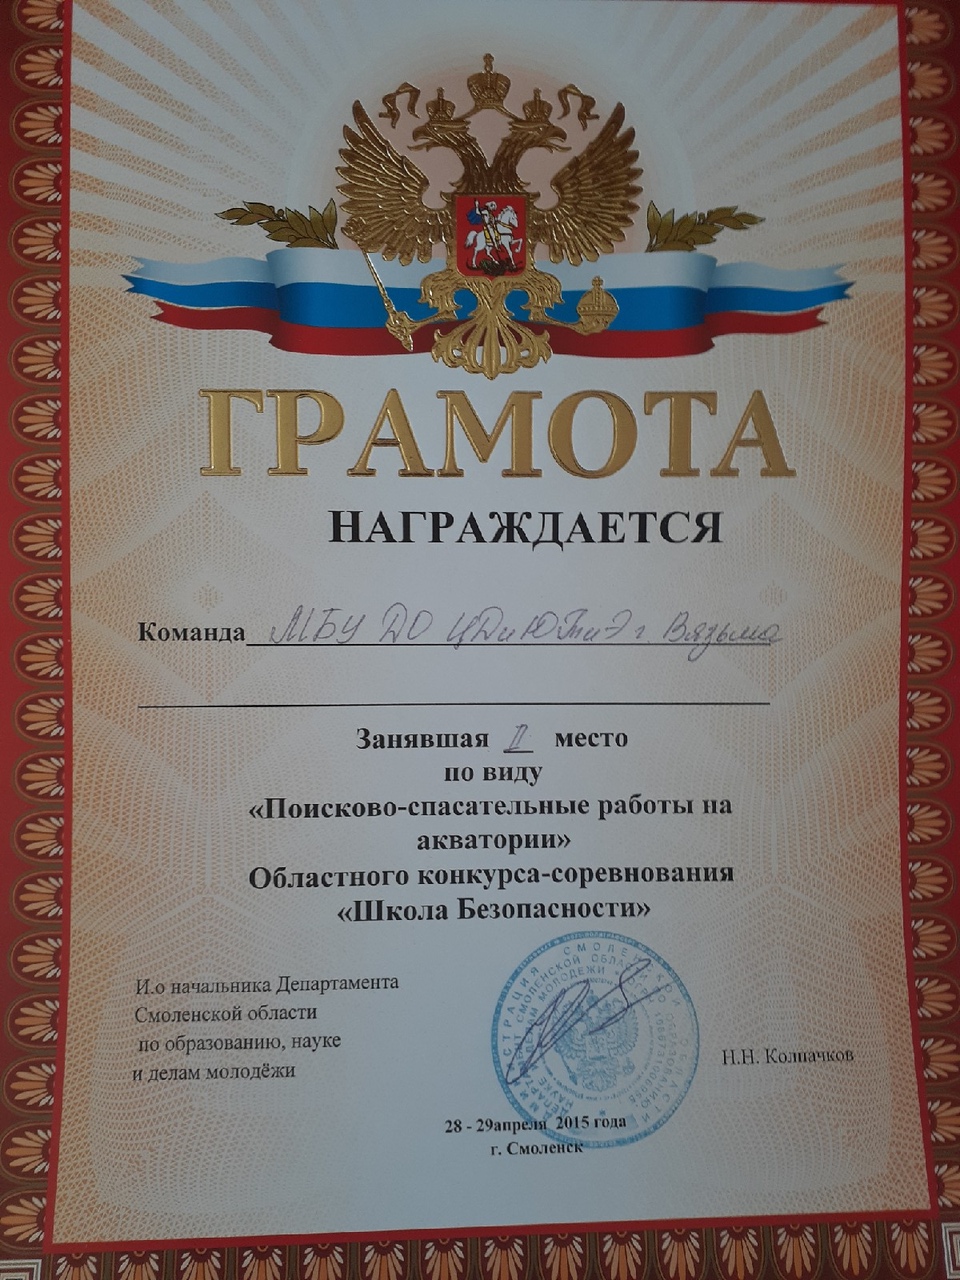 ГРАМОТА
НАГРАЖДАЕТСЯ
Команда МБУ ДО ЦДиЮТиЭ г. Вязьма
Занявшая II место
по виду
«Поисково-спасательные работы на
акватории»
Областного конкурса-соревнования
«Школа Безопасности»
И.о начальника Департамента
Смоленской области
по образованию, науке
и делам молодёжи
Н.Н. Колпачков
28 - 29апреля 2015 года
г. Смоленск